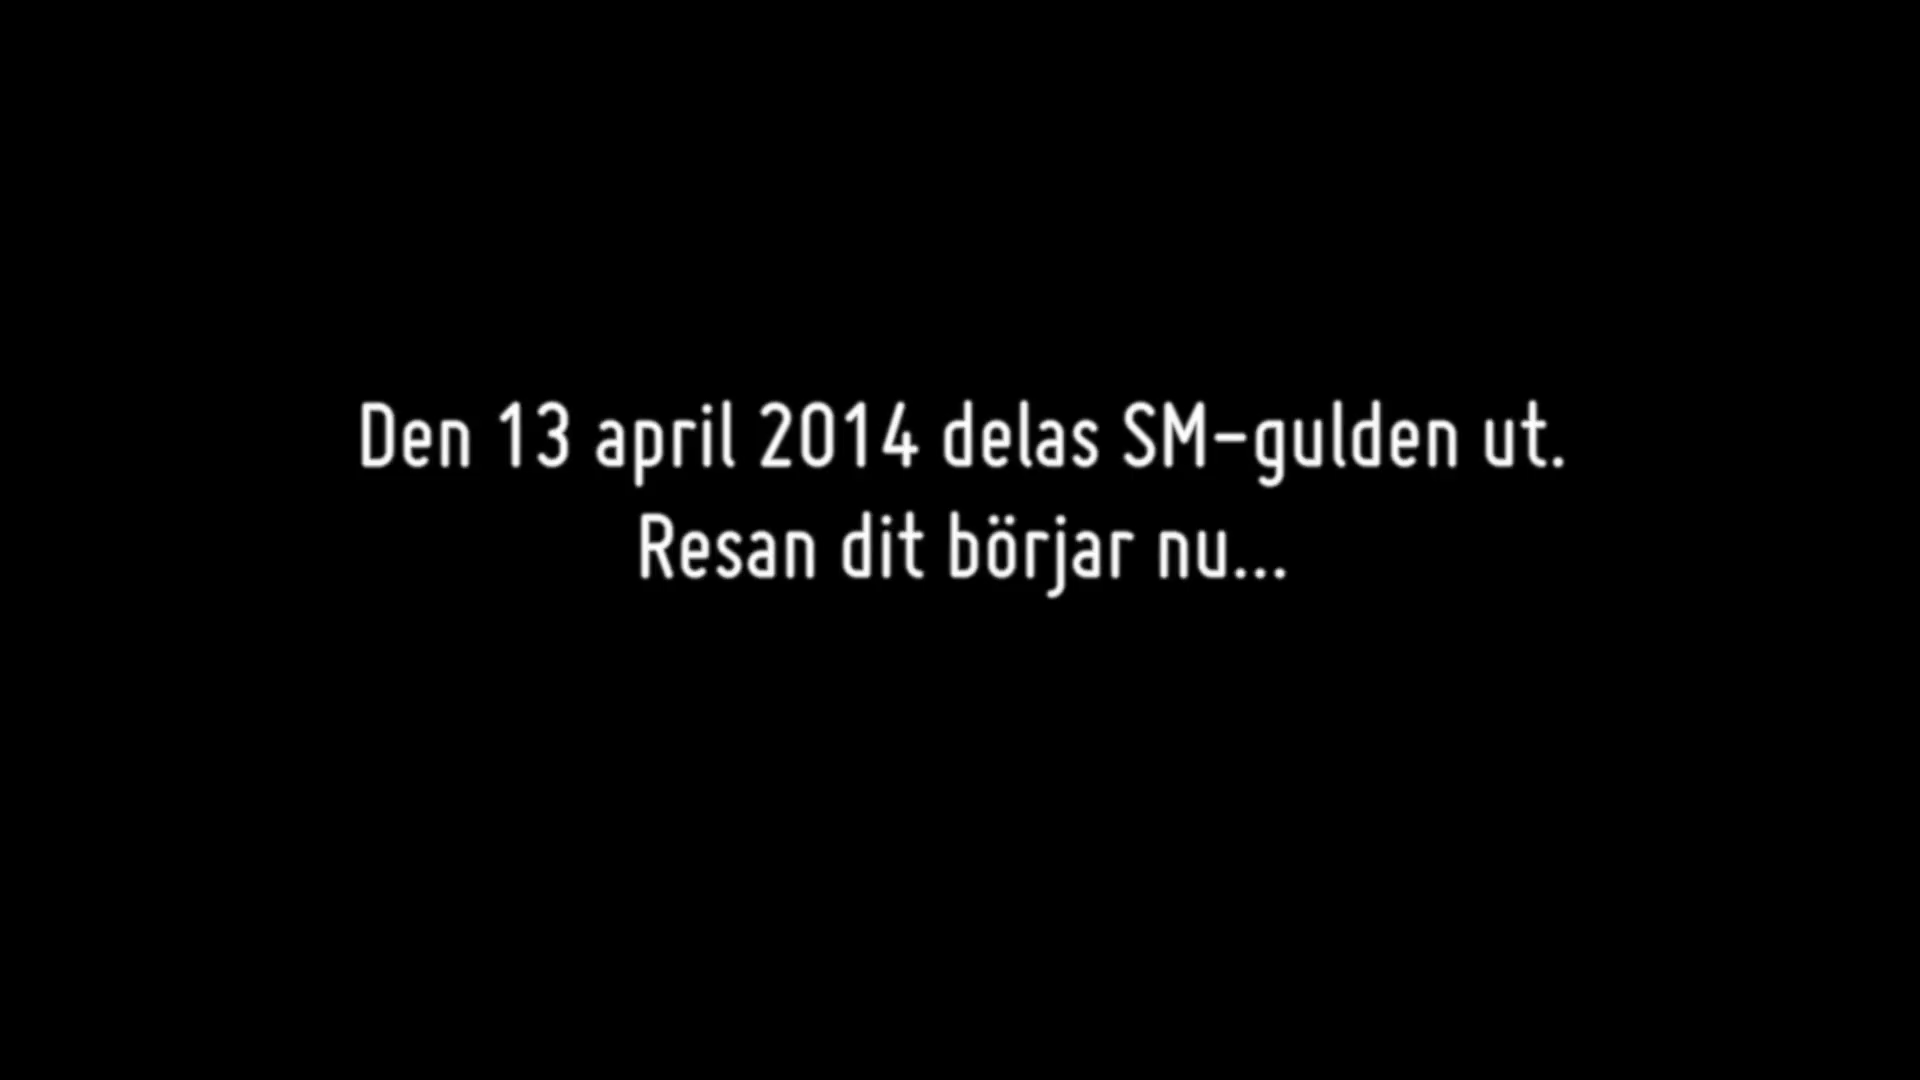 Den 13 april 2014 delas SM-gulden ut.
Resan dit börjar nu...